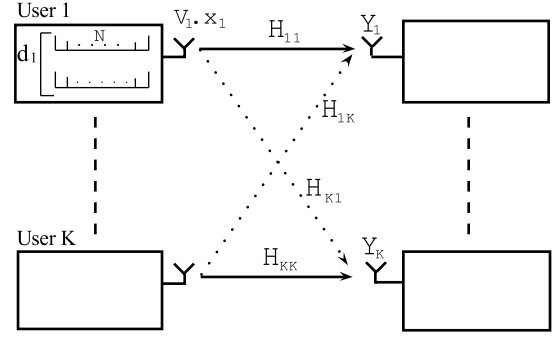 User 1
N
d₁
V₁.x₁
H₁₁
Y₁
H₁ₖ
Hₖ₁
User K
Hₖₖ
Yₖ